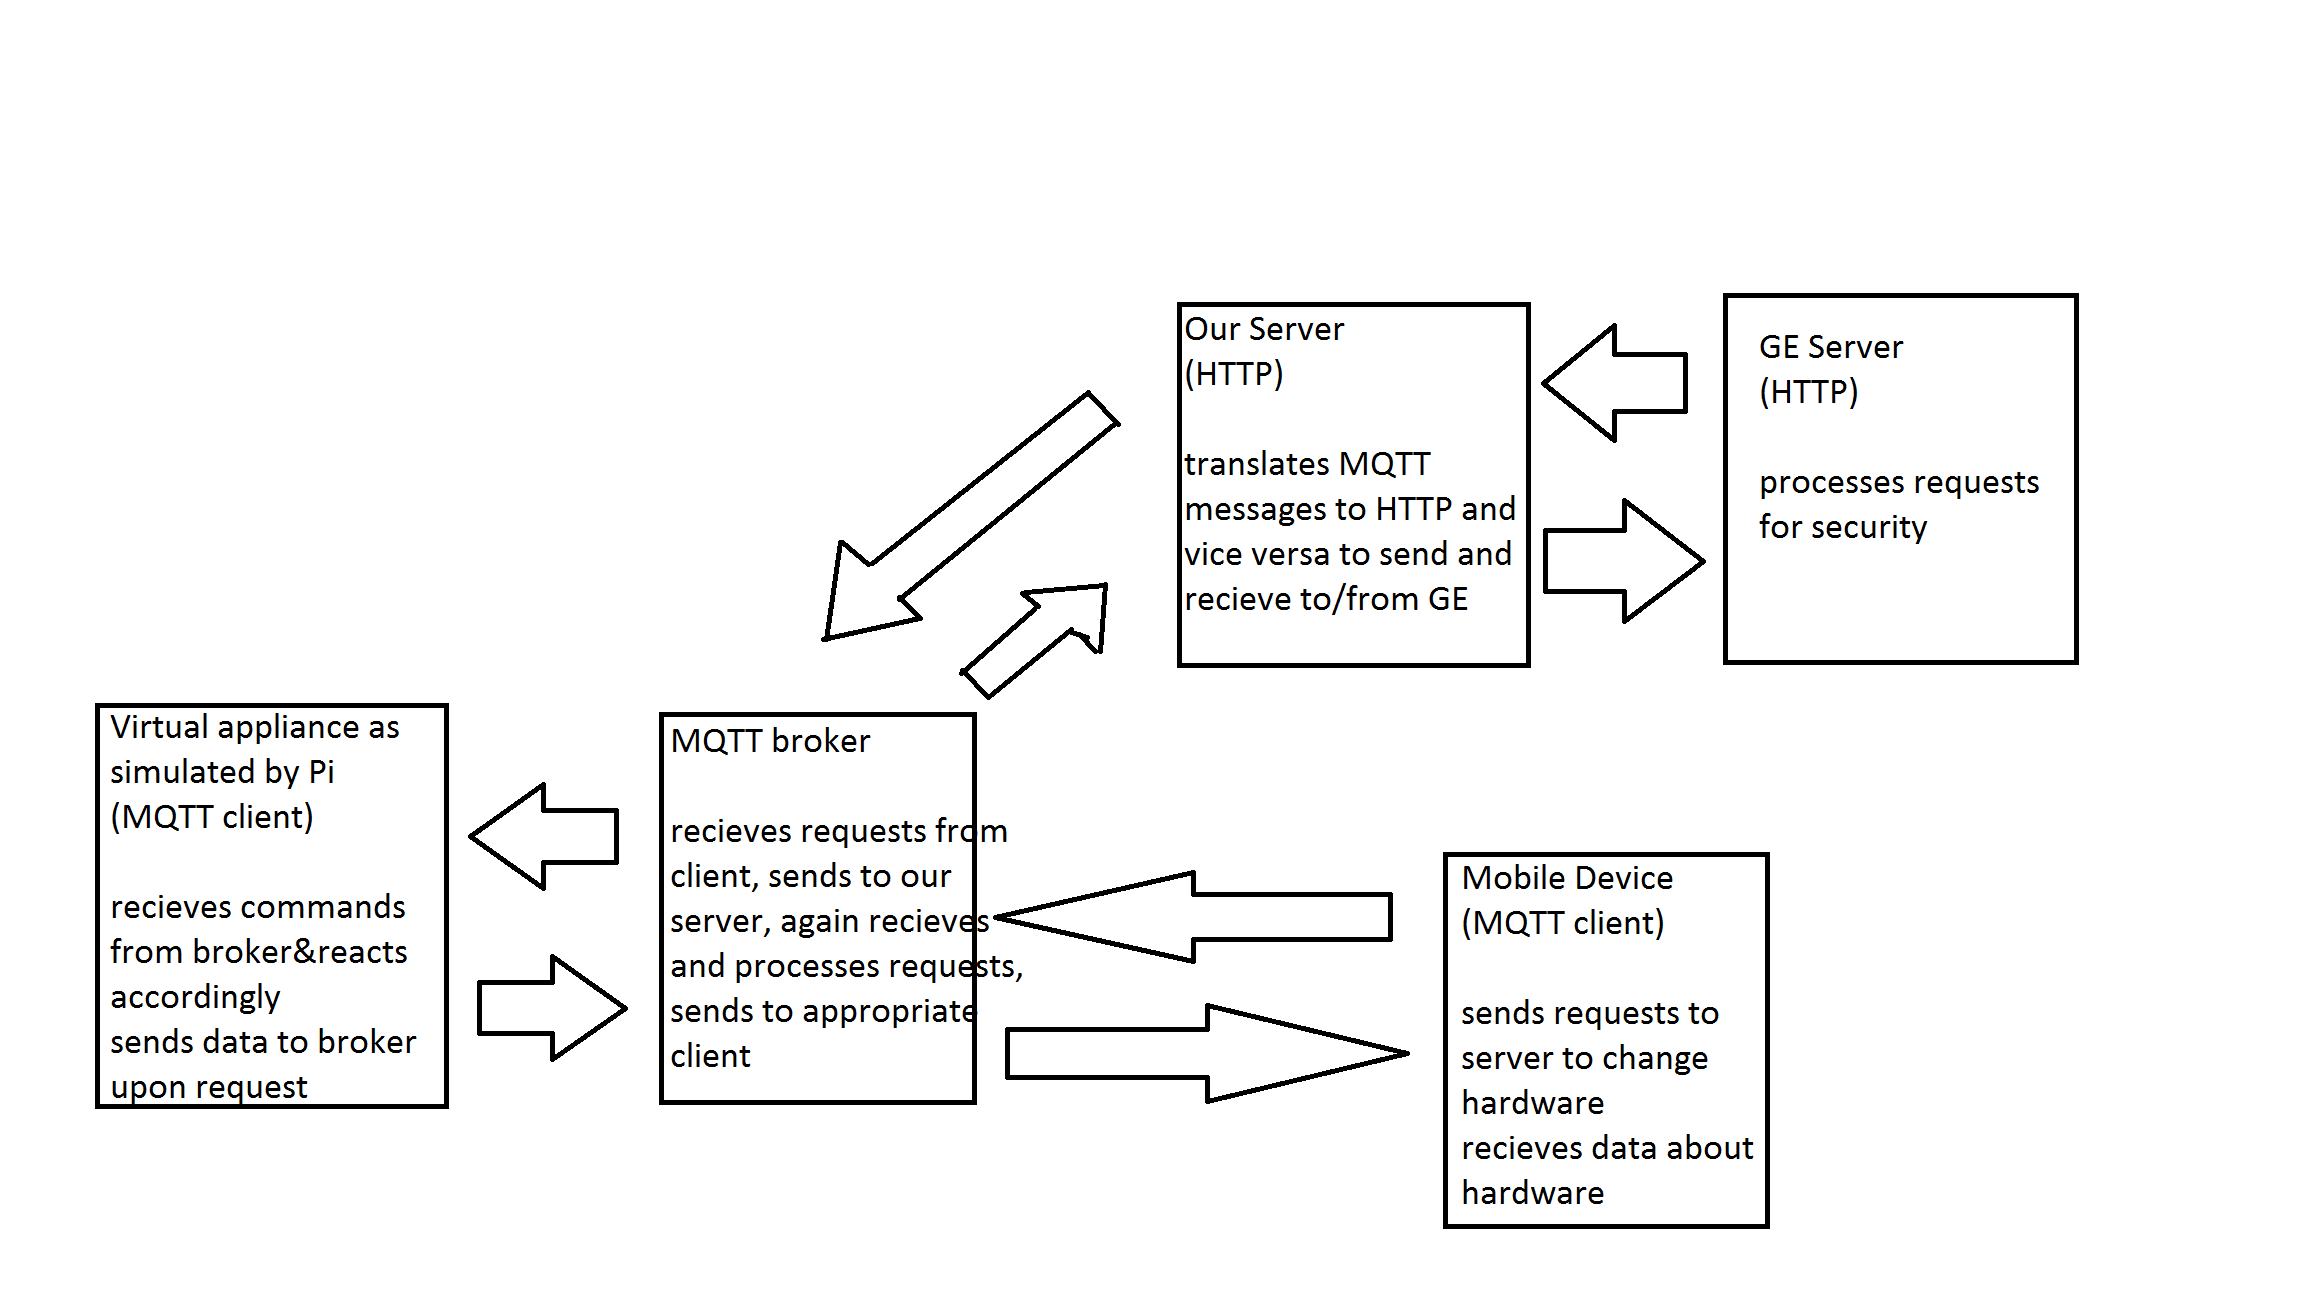 Our Server
(HTTP)
translates MQTT
messages to HTTP and
vice versa to send and
recieve to/from GE
GE Server
(HTTP)
processes requests
for security
Virtual appliance as
simulated by Pi
(MQTT client)
recieves commands
from broker&reacts
accordingly
sends data to broker
upon request
MQTT broker
recieves requests from
client, sends to our
server, again recieves
and processes requests,
sends to appropriate
client
Mobile Device
(MQTT client)
sends requests to
server to change
hardware
recieves data about
hardware